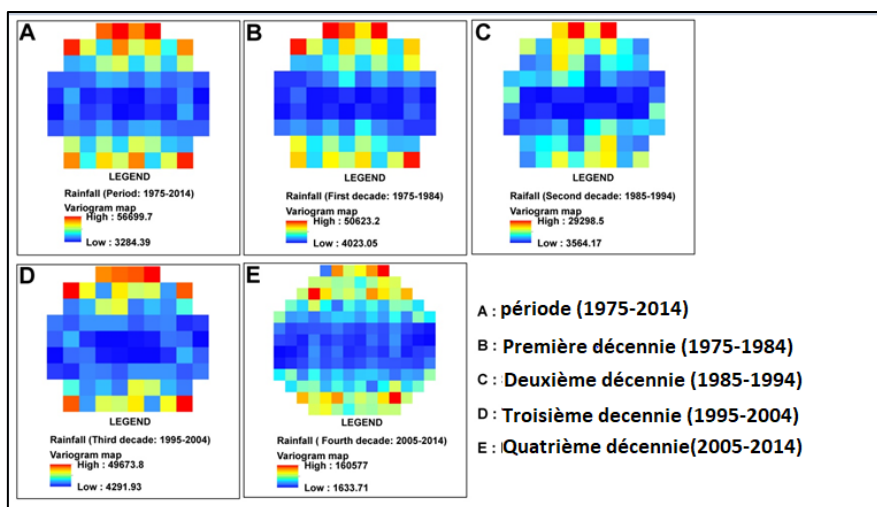 A
LEGEND
Rainfall (Period: 1975-2014)
Variogram map
High : 56699.7
Low : 3284.39
B
LEGEND
Rainfall (First decade: 1975-1984)
Variogram map
High : 50623.2
Low : 4023.05
C
LEGEND
Raifall (Second decade: 1985-1994)
Variogram map
High : 29298.5
Low : 3564.17
D
LEGEND
Rainfall (Third decade: 1995-2004)
Variogram map
High : 49673.8
Low : 4291.93
E
LEGEND
Rainfall ( Fourth decade: 2005-2014)
Variogram map
High : 160577
Low : 1633.71
A : période (1975-2014)
B : Première décennie (1975-1984)
C : Deuxième décennie (1985-1994)
D : Troisième decennie (1995-2004)
E : Quatrième décennie(2005-2014)